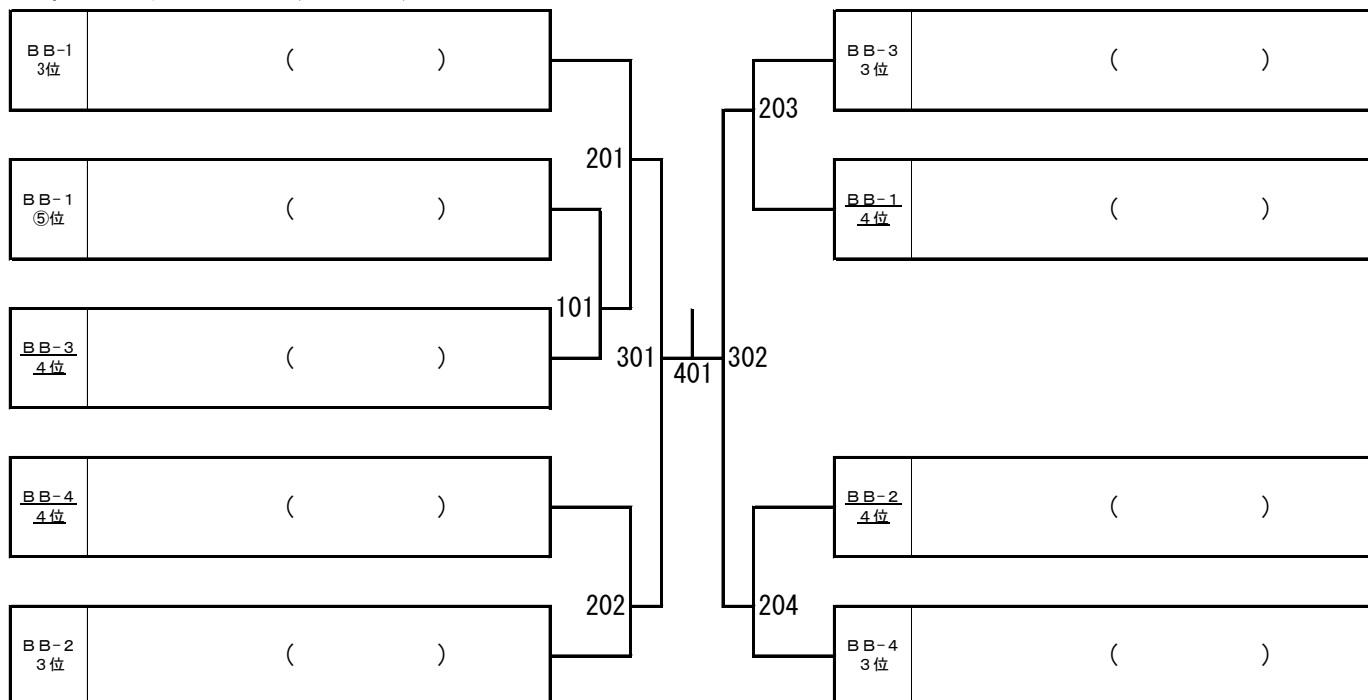 ＢＢ-1
3位
(　　)
ＢＢ-１
⑤位
(　　)
ＢＢ-３
４位
(　　)
ＢＢ-４
４位
(　　)
ＢＢ-２
３位
(　　)
201
101
301
202
401
302
203
204
ＢＢ-３
３位
(　　)
ＢＢ-１
４位
(　　)
ＢＢ-２
４位
(　　)
ＢＢ-４
３位
(　　)